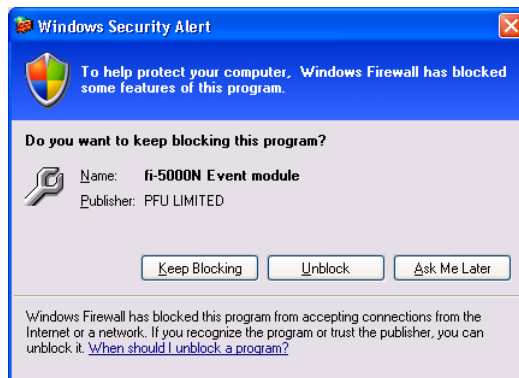 Windows Security Alert
To help protect your computer, Windows Firewall has blocked
some features of this program.
Do you want to keep blocking this program?
Name: fi-5000N Event module
Publisher: PFU LIMITED
Keep Blocking Unblock Ask Me Later
Windows Firewall has blocked this program from accepting connections from the
Internet or a network. If you recognize the program or trust the publisher, you can
unblock it. When should I unblock a program?